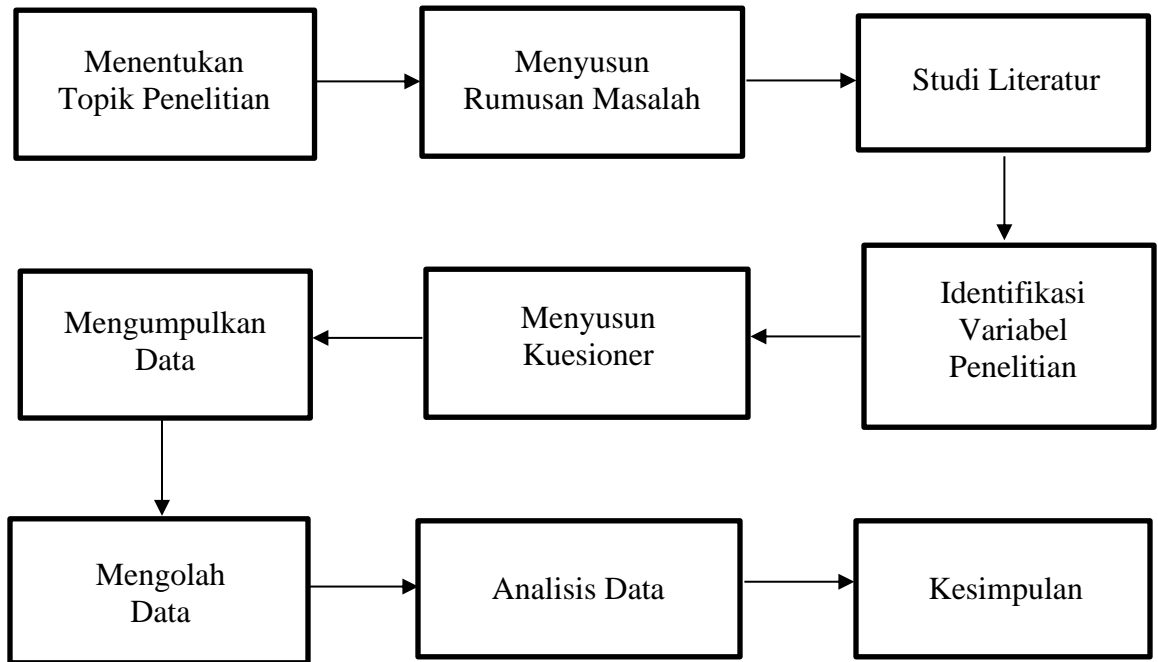 Menentukan
Topik Penelitian
Menyusun
Rumusan Masalah
Studi Literatur
Identifikasi
Variabel
Penelitian
Menyusun
Kuesioner
Mengumpulkan
Data
Mengolah
Data
Analisis Data
Kesimpulan